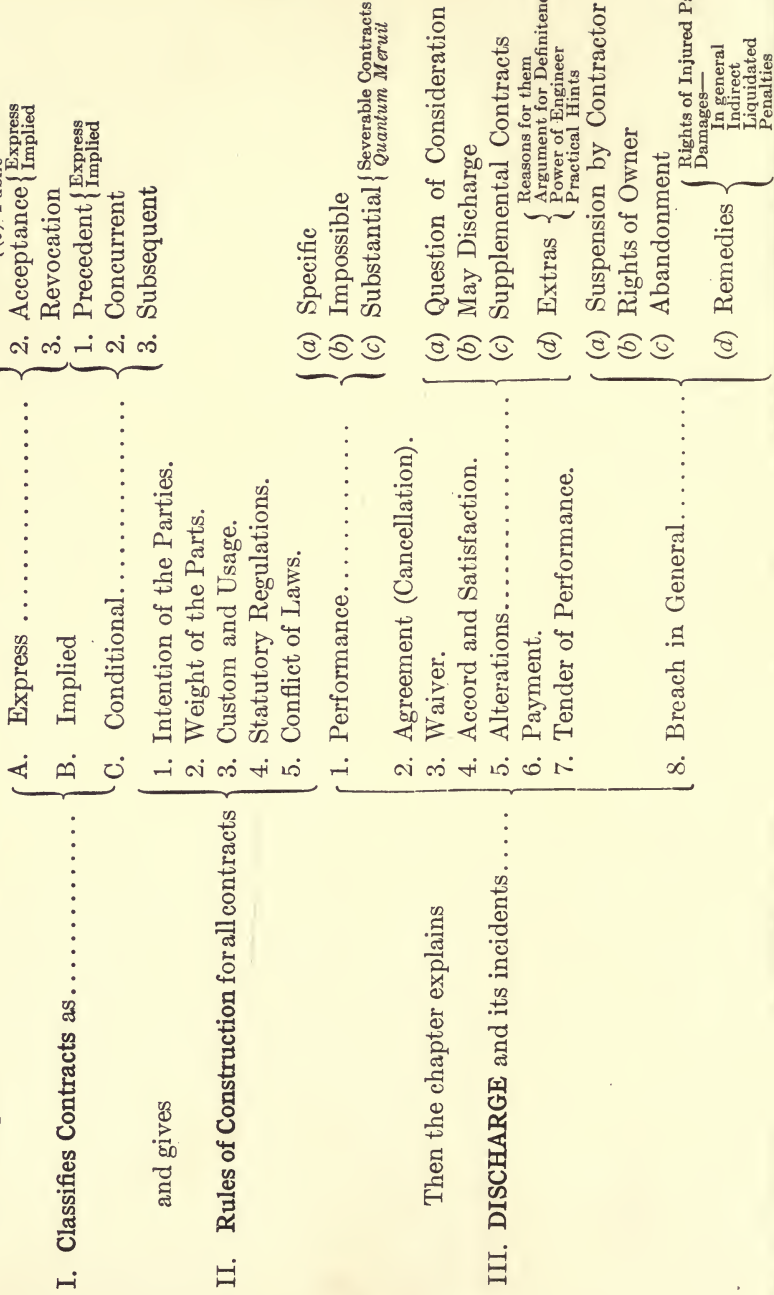 I. Classifies Contracts as..............
A. Express ..................
2. Acceptance { Express
Implied
3. Revocation
B. Implied
C. Conditional..................
1. Precedent { Express
Implied
2. Concurrent
3. Subsequent
and gives
II. Rules of Construction for all contracts
1. Intention of the Parties.
2. Weight of the Parts.
3. Custom and Usage.
4. Statutory Regulations.
5. Conflict of Laws.
Then the chapter explains
III. DISCHARGE and its incidents......
1. Performance..................
(a) Specific
(b) Impossible
(c) Substantial { Severable Contracts
Quantum Meruit
2. Agreement (Cancellation).
3. Waiver.
4. Accord and Satisfaction.
5. Alterations..................
(a) Question of Consideration
(b) May Discharge
(c) Supplemental Contracts
(d) Extras { Reasons for them
Argument for
Power of Engineer
Practical Hints
6. Payment.
7. Tender of Performance.
8. Breach in General............
(a) Suspension by Contractor
(b) Rights of Owner
(c) Abandonment
(d) Remedies { Rights of Injured
Damages—
In general
Indirect
Liquidated
Penalties